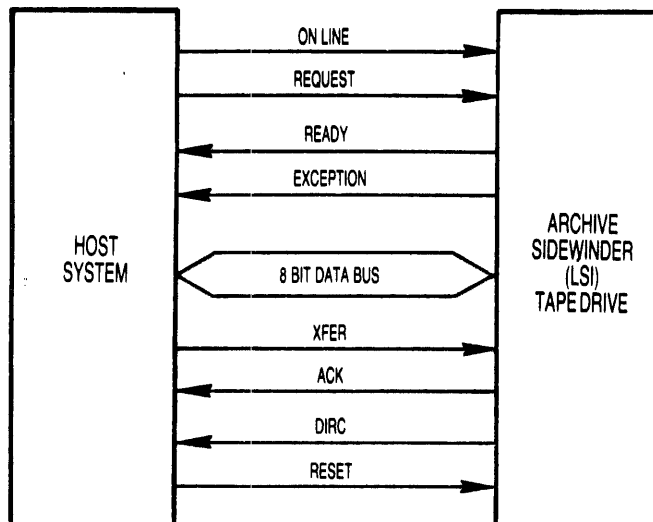 ON LINE
REQUEST
READY
EXCEPTION
HOST
SYSTEM
8 BIT DATA BUS
ARCHIVE
SIDEWINDER
(LSI)
TAPE DRIVE
XFER
ACK
DIRC
RESET